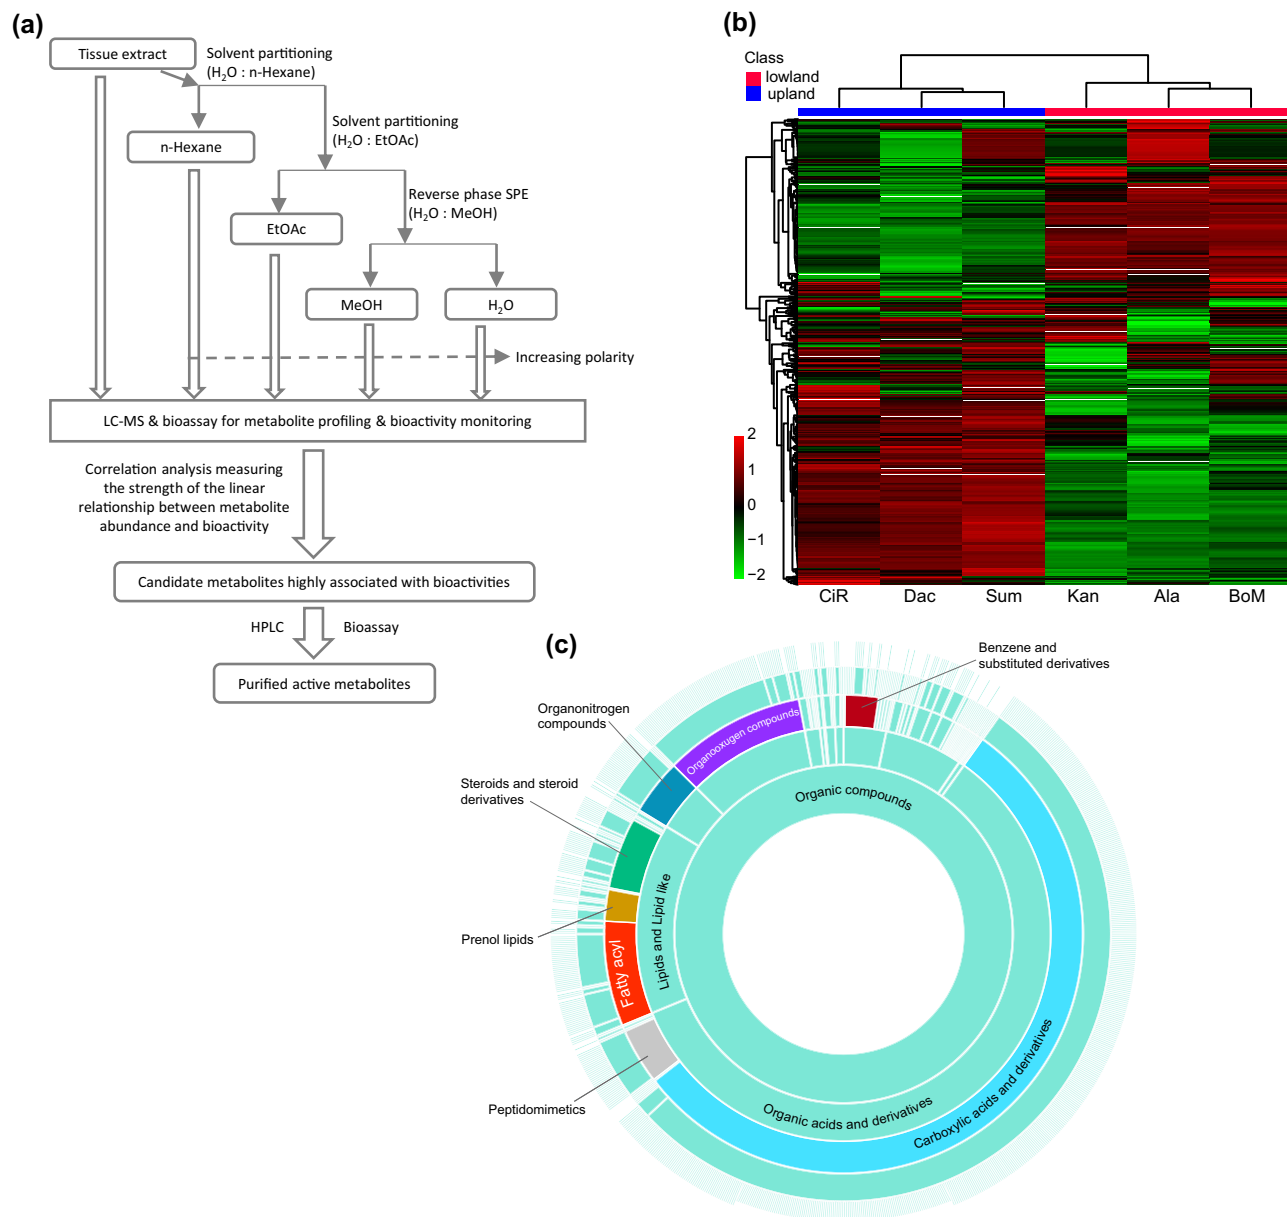 (a)
Tissue extract
Solvent partitioning
(H₂O : n-Hexane)
n-Hexane
Solvent partitioning
(H₂O : EtOAc)
EtOAc
Reverse phase SPE
(H₂O : MeOH)
MeOH
H₂O
Increasing polarity
LC-MS & bioassay for metabolite profiling & bioactivity monitoring
Correlation analysis measuring
the strength of the linear
relationship between metabolite
abundance and bioactivity
Candidate metabolites highly associated with bioactivities
HPLC
Bioassay
Purified active metabolites
(b)
Class
lowland
upland
2
1
0
−1
−2
CiR
Dac
Sum
Kan
Ala
BoM
(c)
Benzene and
substituted derivatives
Organonitrogen
compounds
Organooxugen compounds
Steroids and steroid
derivatives
Organic compounds
Prenol lipids
Lipids and Lipid like
Fatty acyl
Peptidomimetics
Organic acids and derivatives
Carboxylic acids and derivatives